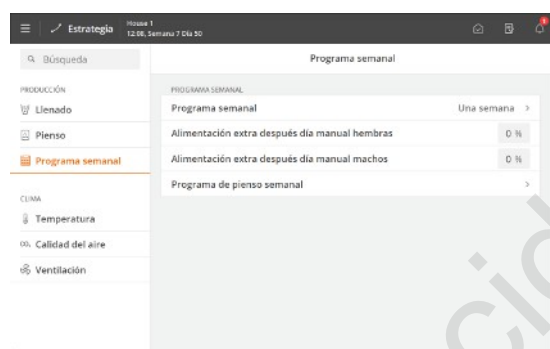 Estrategia
House 1
12:08, Semana 7 Día 50
Búsqueda
Programa semanal
PRODUCCIÓN
Llenado
Pienso
Programa semanal
CLIMA
Temperatura
CO₂ Calidad del aire
Ventilación
PROGRAMA SEMANAL
Programa semanal Una semana
Alimentación extra después día manual hembras 0 %
Alimentación extra después día manual machos 0 %
Programa de pienso semanal
cid